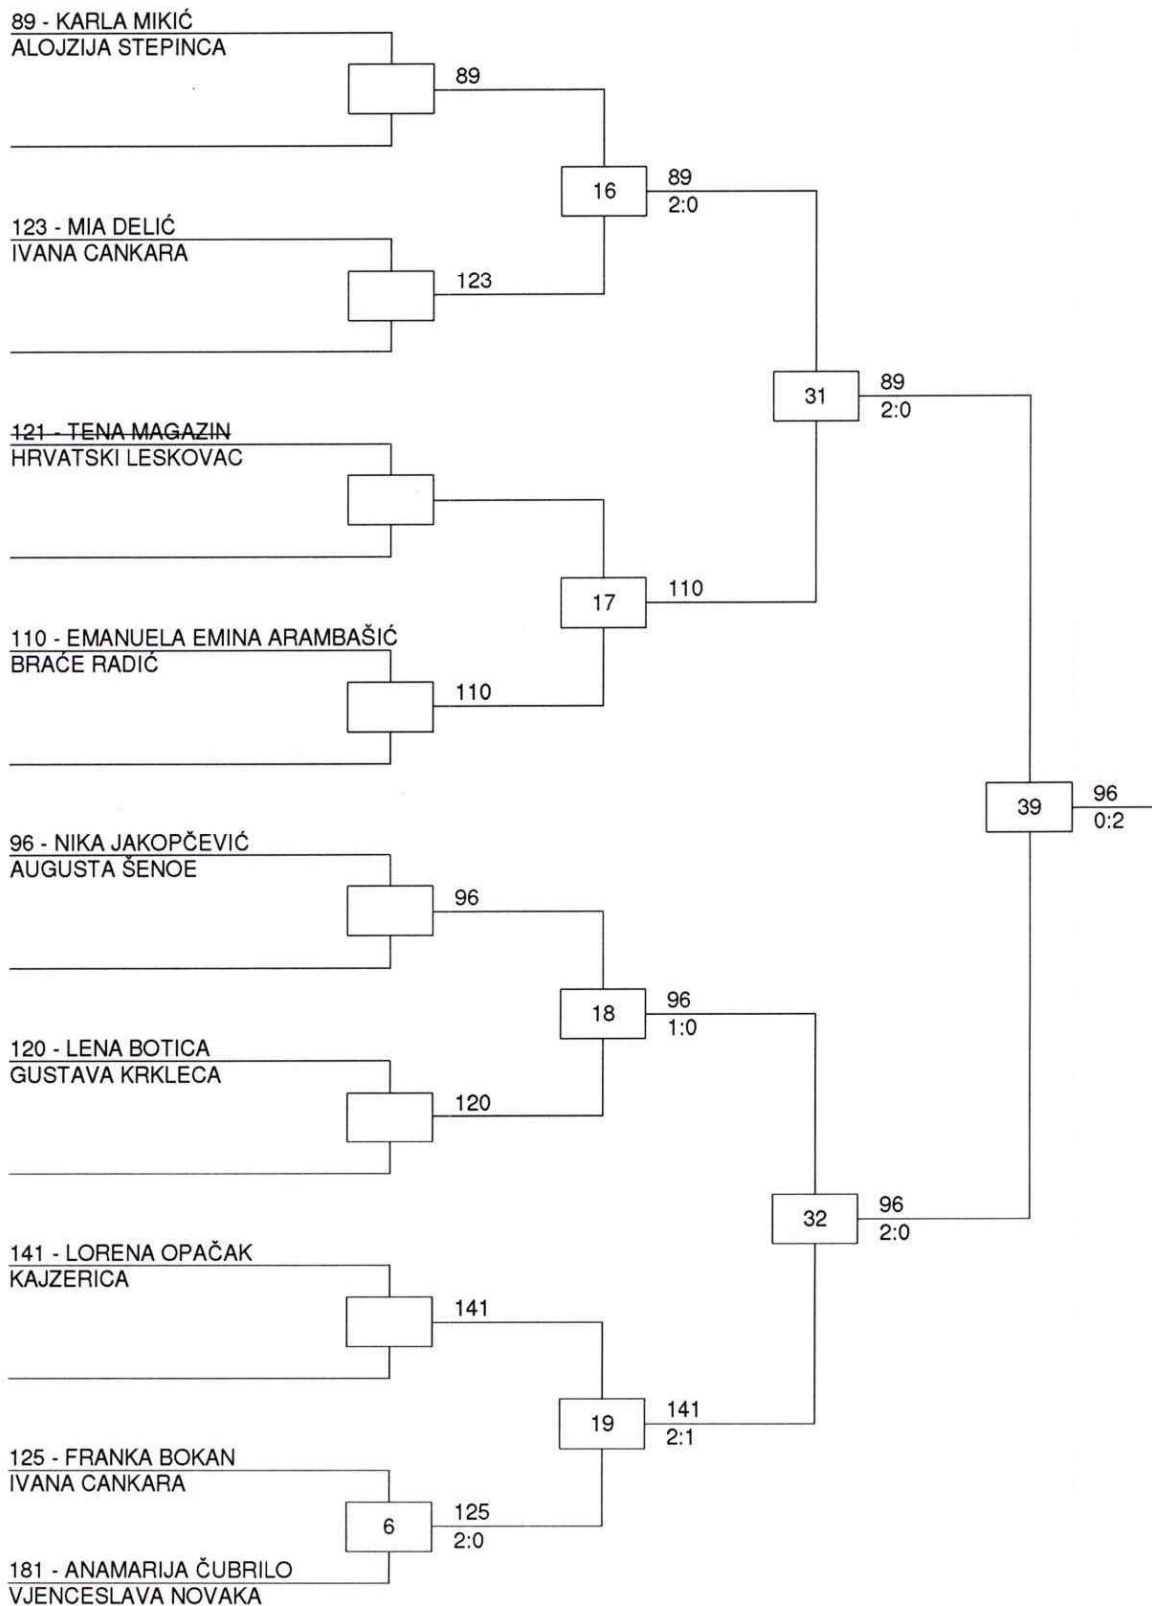 89 - KARLA MIKIĆ
ALOJZIJA STEPINCA
89
16
89
2:0
123 - MIA DELIĆ
IVANA CANKARA
123
31
89
2:0
121 - TENA MAGAZIN
HRVATSKI LESKOVAC
17
110
110 - EMANUELA EMINA ARAMBAŠIĆ
BRAĆE RADIĆ
110
39
96
0:2
96 - NIKA JAKOPČEVIĆ
AUGUSTA ŠENOE
96
18
96
1:0
120 - LENA BOTICA
GUSTAVA KRKLECA
120
32
96
2:0
141 - LORENA OPAČAK
KAJZERICA
141
19
141
2:1
125 - FRANKA BOKAN
IVANA CANKARA
6
125
2:0
181 - ANAMARIJA ČUBRILO
VJENCESLAVA NOVAKA